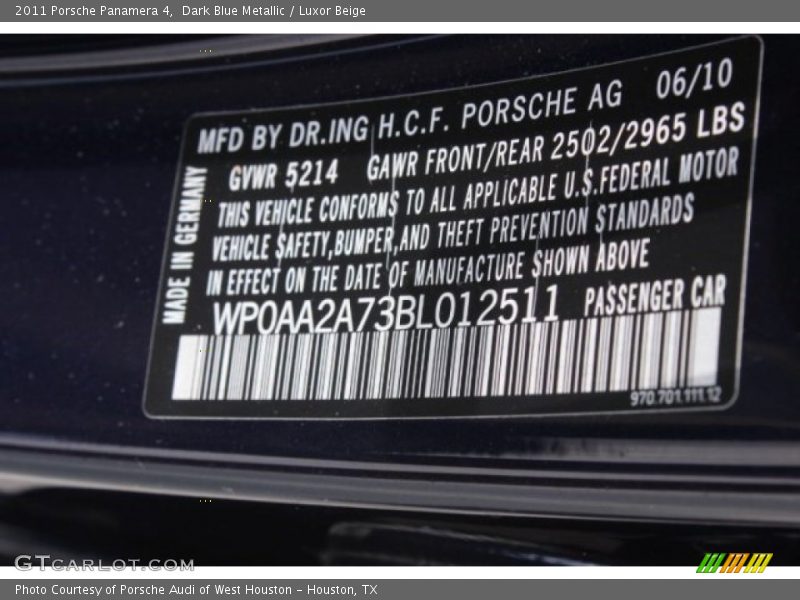 2011 Porsche Panamera 4,  Dark Blue Metallic / Luxor Beige
MFD BY DR.ING H.C.F. PORSCHE AG 06/10
GVWR 5214 GAWR FRONT/REAR 2502/2965 LBS
THIS VEHICLE CONFORMS TO ALL APPLICABLE U.S.FEDERAL MOTOR
VEHICLE SAFETY,BUMPER,AND THEFT PREVENTION STANDARDS
IN EFFECT ON THE DATE OF MANUFACTURE SHOWN ABOVE
WP0AA2A73BL012511 PASSENGER CAR
MADE IN GERMANY
970.701.111.12
GTCARLOT.COM
Photo Courtesy of Porsche Audi of West Houston - Houston, TX